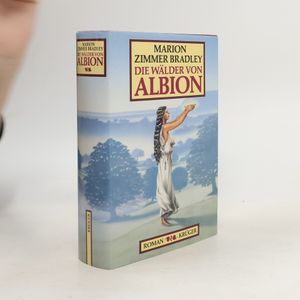 MARION
ZIMMER BRADLEY
DIE WÄLDER VON
ALBION
ROMAN KRÜGER
MARION
ZIMMER BRADLEY
DIE WÄLDER VON
ALBION
KRÜGER